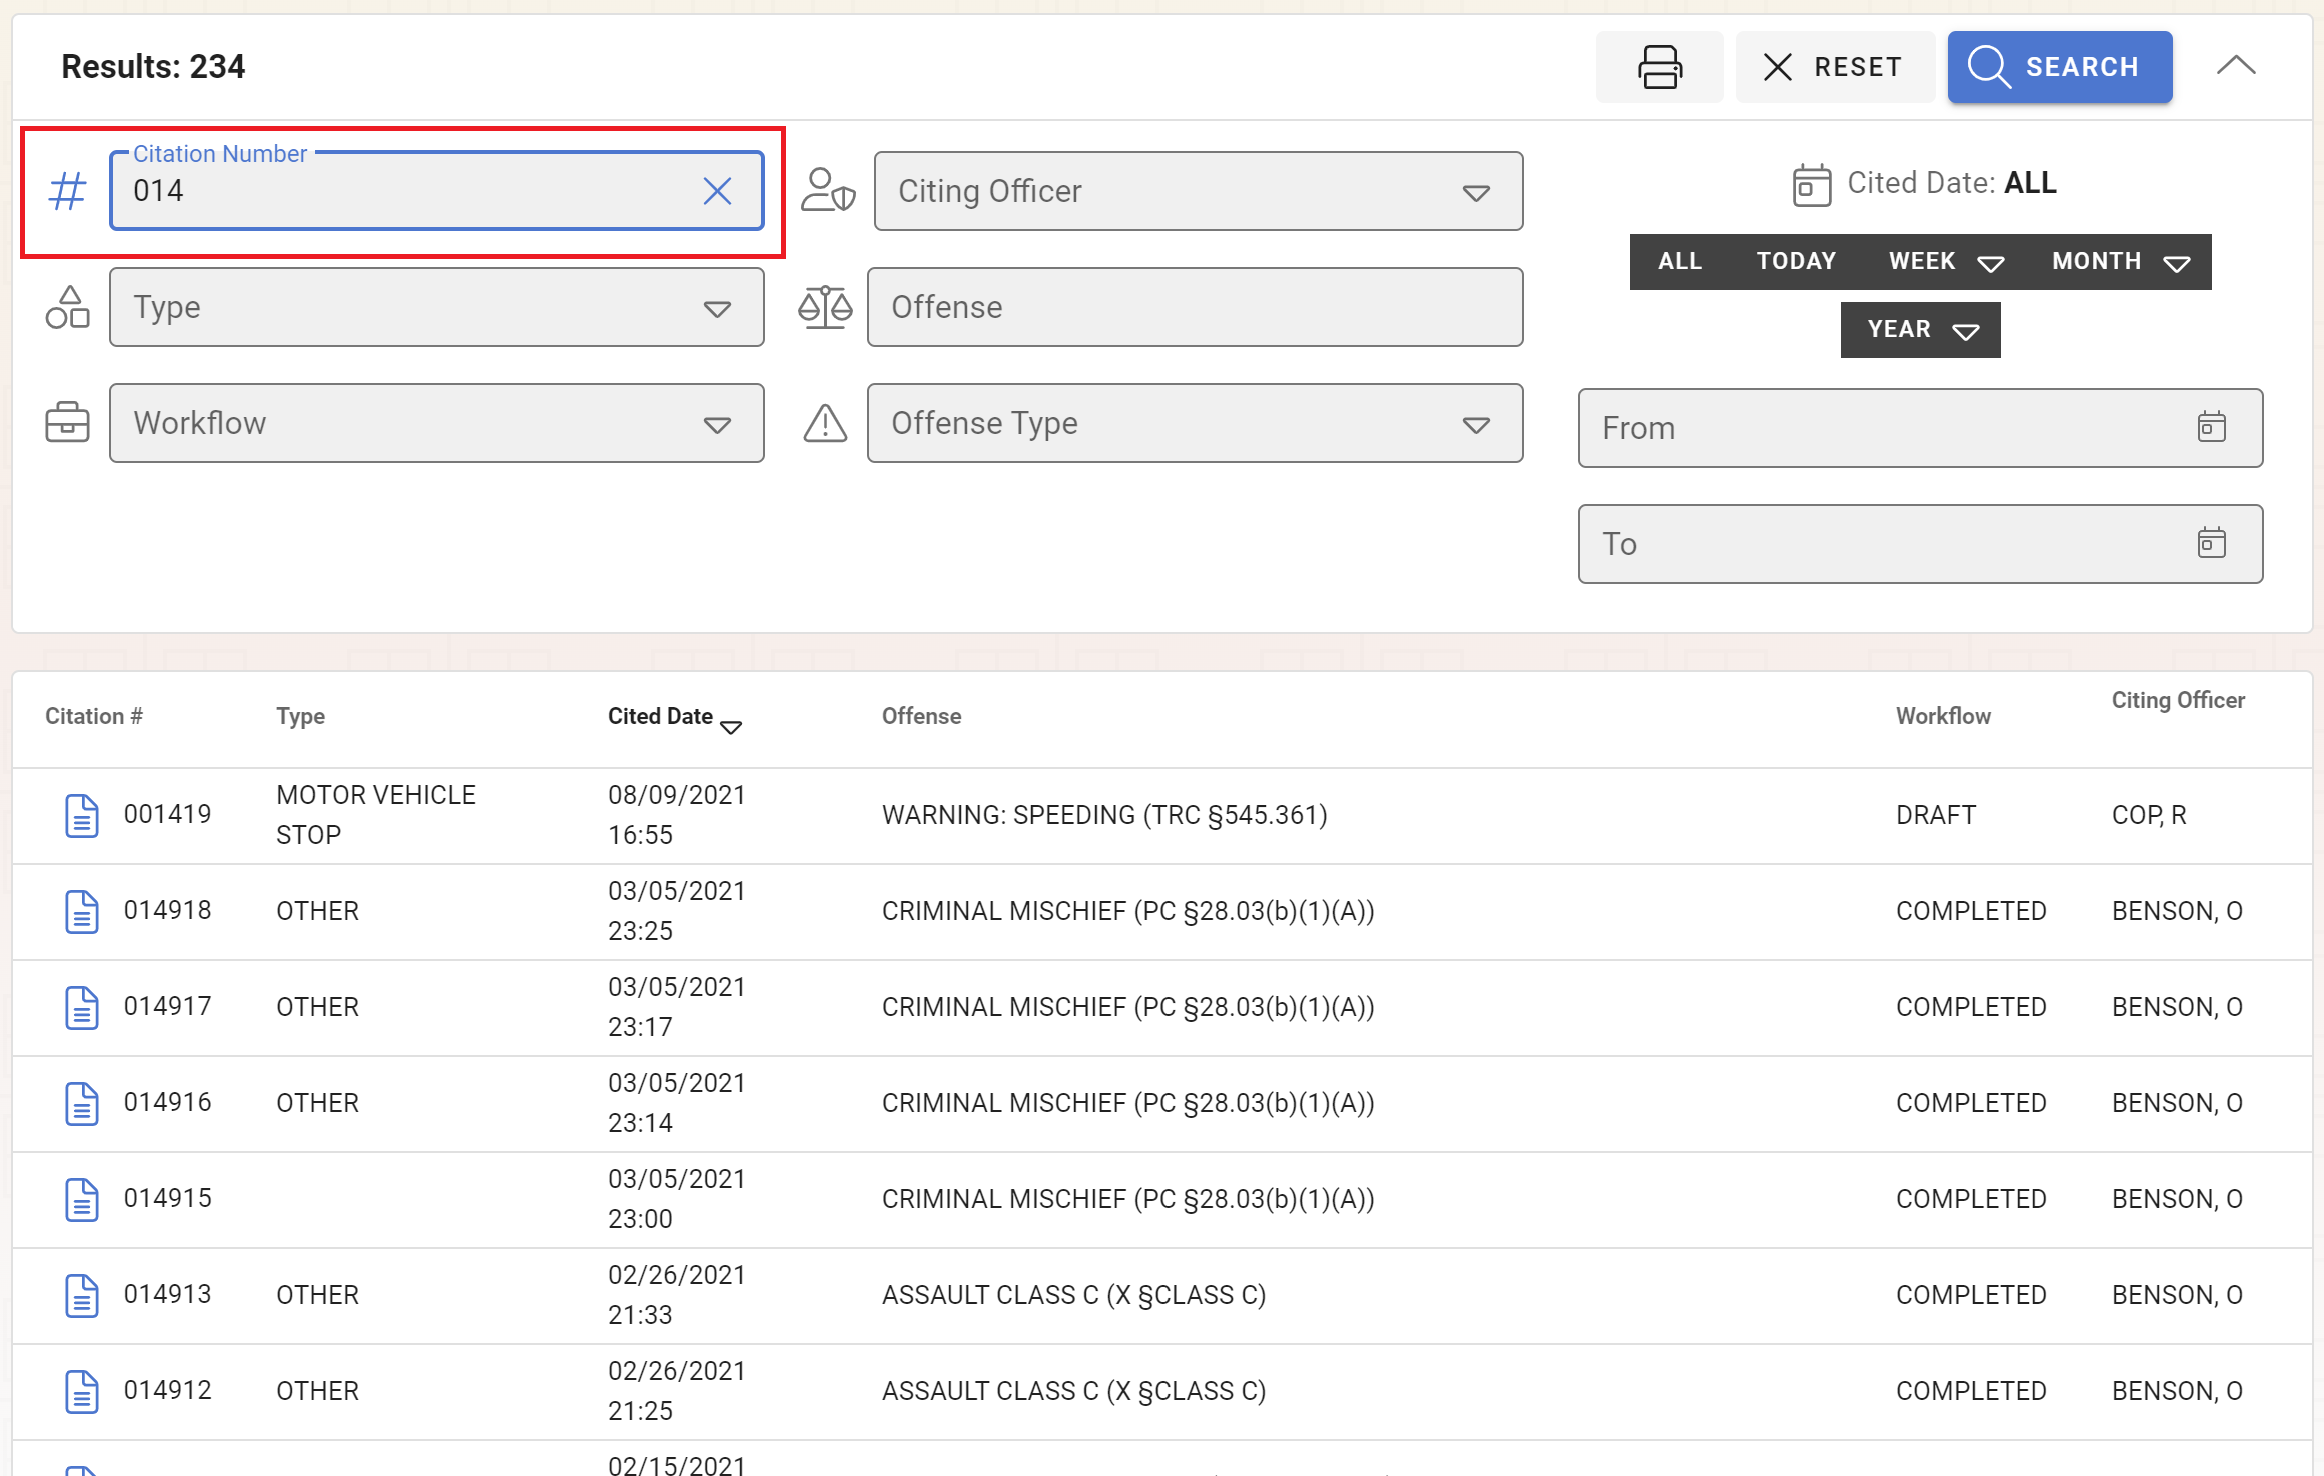 Results: 234
RESET
SEARCH
Citation Number
014
Citing Officer
Cited Date: ALL
ALL TODAY WEEK MONTH
YEAR
Type
Offense
Workflow
Offense Type
From
To
Citation # Type Cited Date Offense Workflow Citing Officer
001419 MOTOR VEHICLE STOP 08/09/2021 16:55 WARNING: SPEEDING (TRC §545.361) DRAFT COP, R
014918 OTHER 03/05/2021 23:25 CRIMINAL MISCHIEF (PC §28.03(b)(1)(A)) COMPLETED BENSON, O
014917 OTHER 03/05/2021 23:17 CRIMINAL MISCHIEF (PC §28.03(b)(1)(A)) COMPLETED BENSON, O
014916 OTHER 03/05/2021 23:14 CRIMINAL MISCHIEF (PC §28.03(b)(1)(A)) COMPLETED BENSON, O
014915 03/05/2021 23:00 CRIMINAL MISCHIEF (PC §28.03(b)(1)(A)) COMPLETED BENSON, O
014913 OTHER 02/26/2021 21:33 ASSAULT CLASS C (X §CLASS C) COMPLETED BENSON, O
014912 OTHER 02/26/2021 21:25 ASSAULT CLASS C (X §CLASS C) COMPLETED BENSON, O
02/15/2021